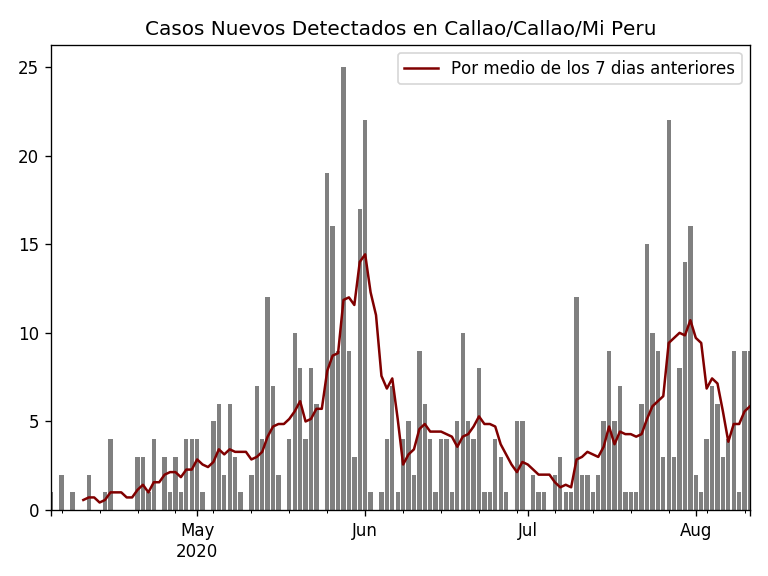 Casos Nuevos Detectados en Callao/Callao/Mi Peru
Por medio de los 7 dias anteriores
25
20
15
10
5
0
May
2020
Jun
Jul
Aug